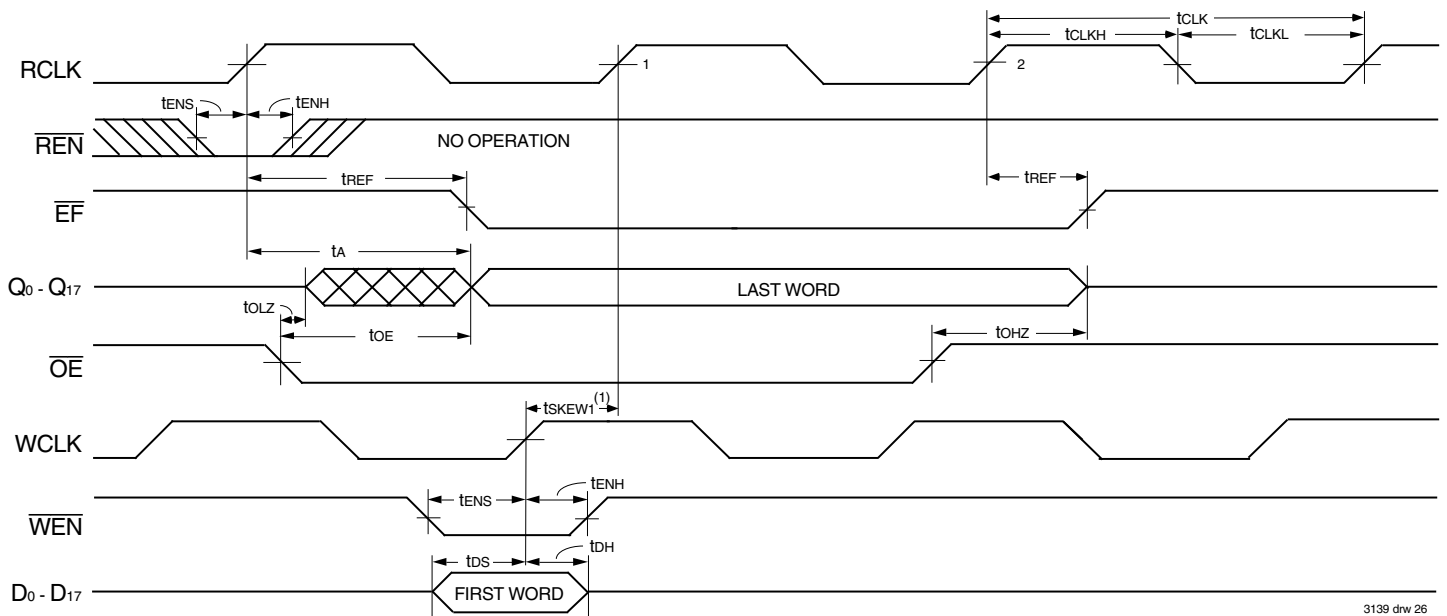 tCLK
tCLKH tCLKL
RCLK 1 2
tENS tENH
REN NO OPERATION
tREF tREF
EF
tA
Q0 - Q17 LAST WORD
tOLZ tOE tOHZ
OE
tSKEW1(1)
WCLK
tENS tENH
WEN
tDS tDH
D0 - D17 FIRST WORD
3139 drw 26